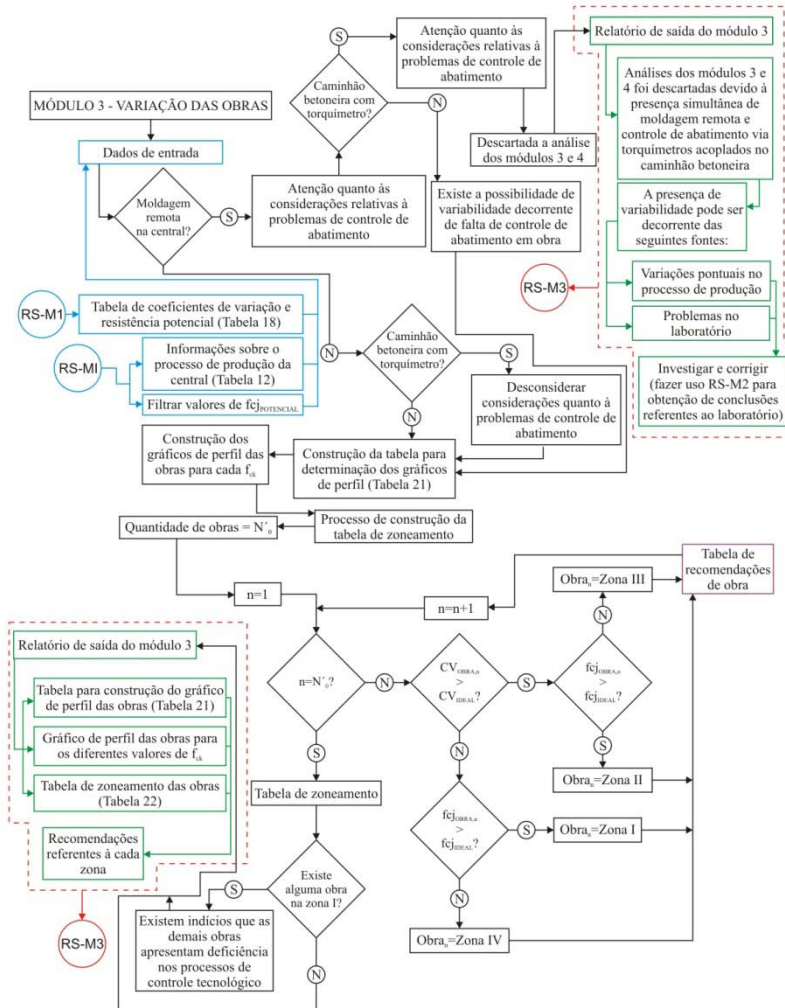 MÓDULO 3 - VARIAÇÃO DAS OBRAS
Dados de entrada
Moldagem
remota
na central?
S
Atenção quanto às
considerações relativas à
problemas de controle de
abatimento
Caminhão
betoneira com
torquímetro?
S
Atenção quanto às
considerações relativas à
problemas de controle de
abatimento
N
Descartada a análise
dos módulos 3 e 4
Existe a possibilidade de
variabilidade decorrente
de falta de controle de
abatimento em obra
Relatório de saída do módulo 3
Análises dos módulos 3 e
4 foi descartadas devido à
presença simultânea de
moldagem remota e
controle de abatimento via
torquímetros acoplados no
caminhão betoneira
A presença de
variabilidade pode ser
decorrente das
seguintes fontes:
Variações pontuais no
processo de produção
Problemas no
laboratório
Investigar e corrigir
(fazer uso RS-M2 para
obtenção de conclusões
referentes ao laboratório)
RS-M3
RS-M1
Tabela de coeficientes de variação e
resistência potencial (Tabela 18)
RS-MI
Informações sobre o
processo de produção da
central (Tabela 12)
Filtrar valores de fcjPOTENCIAL
N
Caminhão
betoneira com
torquímetro?
S
Desconsiderar
considerações quanto à
problemas de controle de
abatimento
N
Construção da tabela para
determinação dos gráficos
de perfil (Tabela 21)
Construção dos
gráficos de perfil das
obras para cada fck
Processo de construção da
tabela de zoneamento
Quantidade de obras = N´0
n=1
n=n+1
Tabela de
recomendações
de obra
n=N´0?
N
CVOBRA,n
>
CVIDEAL?
S
fcjOBRA,n
>
fcjIDEAL?
N
Obran=Zona III
S
Obran=Zona II
N
fcjOBRA,n
>
fcjIDEAL?
S
Obran=Zona I
N
Obran=Zona IV
S
Tabela de zoneamento
Existe
alguma obra
na zona I?
S
Existem indícios que as
demais obras
apresentam deficiência
nos processos de
controle tecnológico
N
Relatório de saída do módulo 3
Tabela para construção do gráfico
de perfil das obras (Tabela 21)
Gráfico de perfil das obras para
os diferentes valores de fck
Tabela de zoneamento das obras
(Tabela 22)
Recomendações
referentes à cada
zona
RS-M3